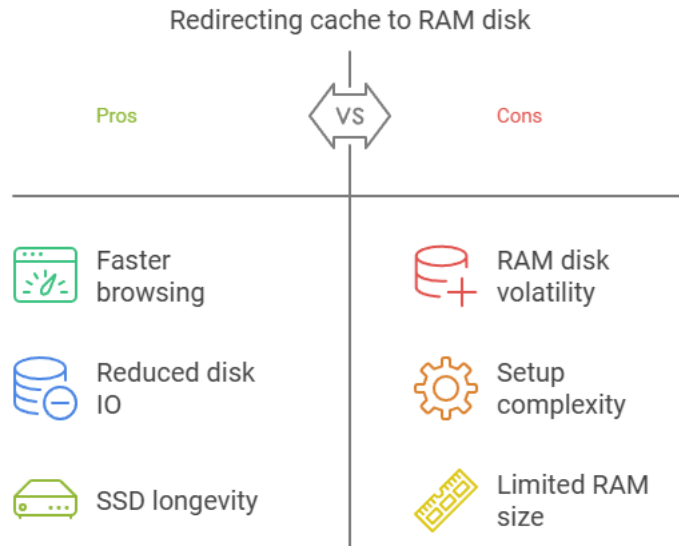 Redirecting cache to RAM disk
Pros
VS
Cons
Faster
browsing
RAM disk
volatility
Reduced disk
IO
Setup
complexity
SSD longevity
Limited RAM
size